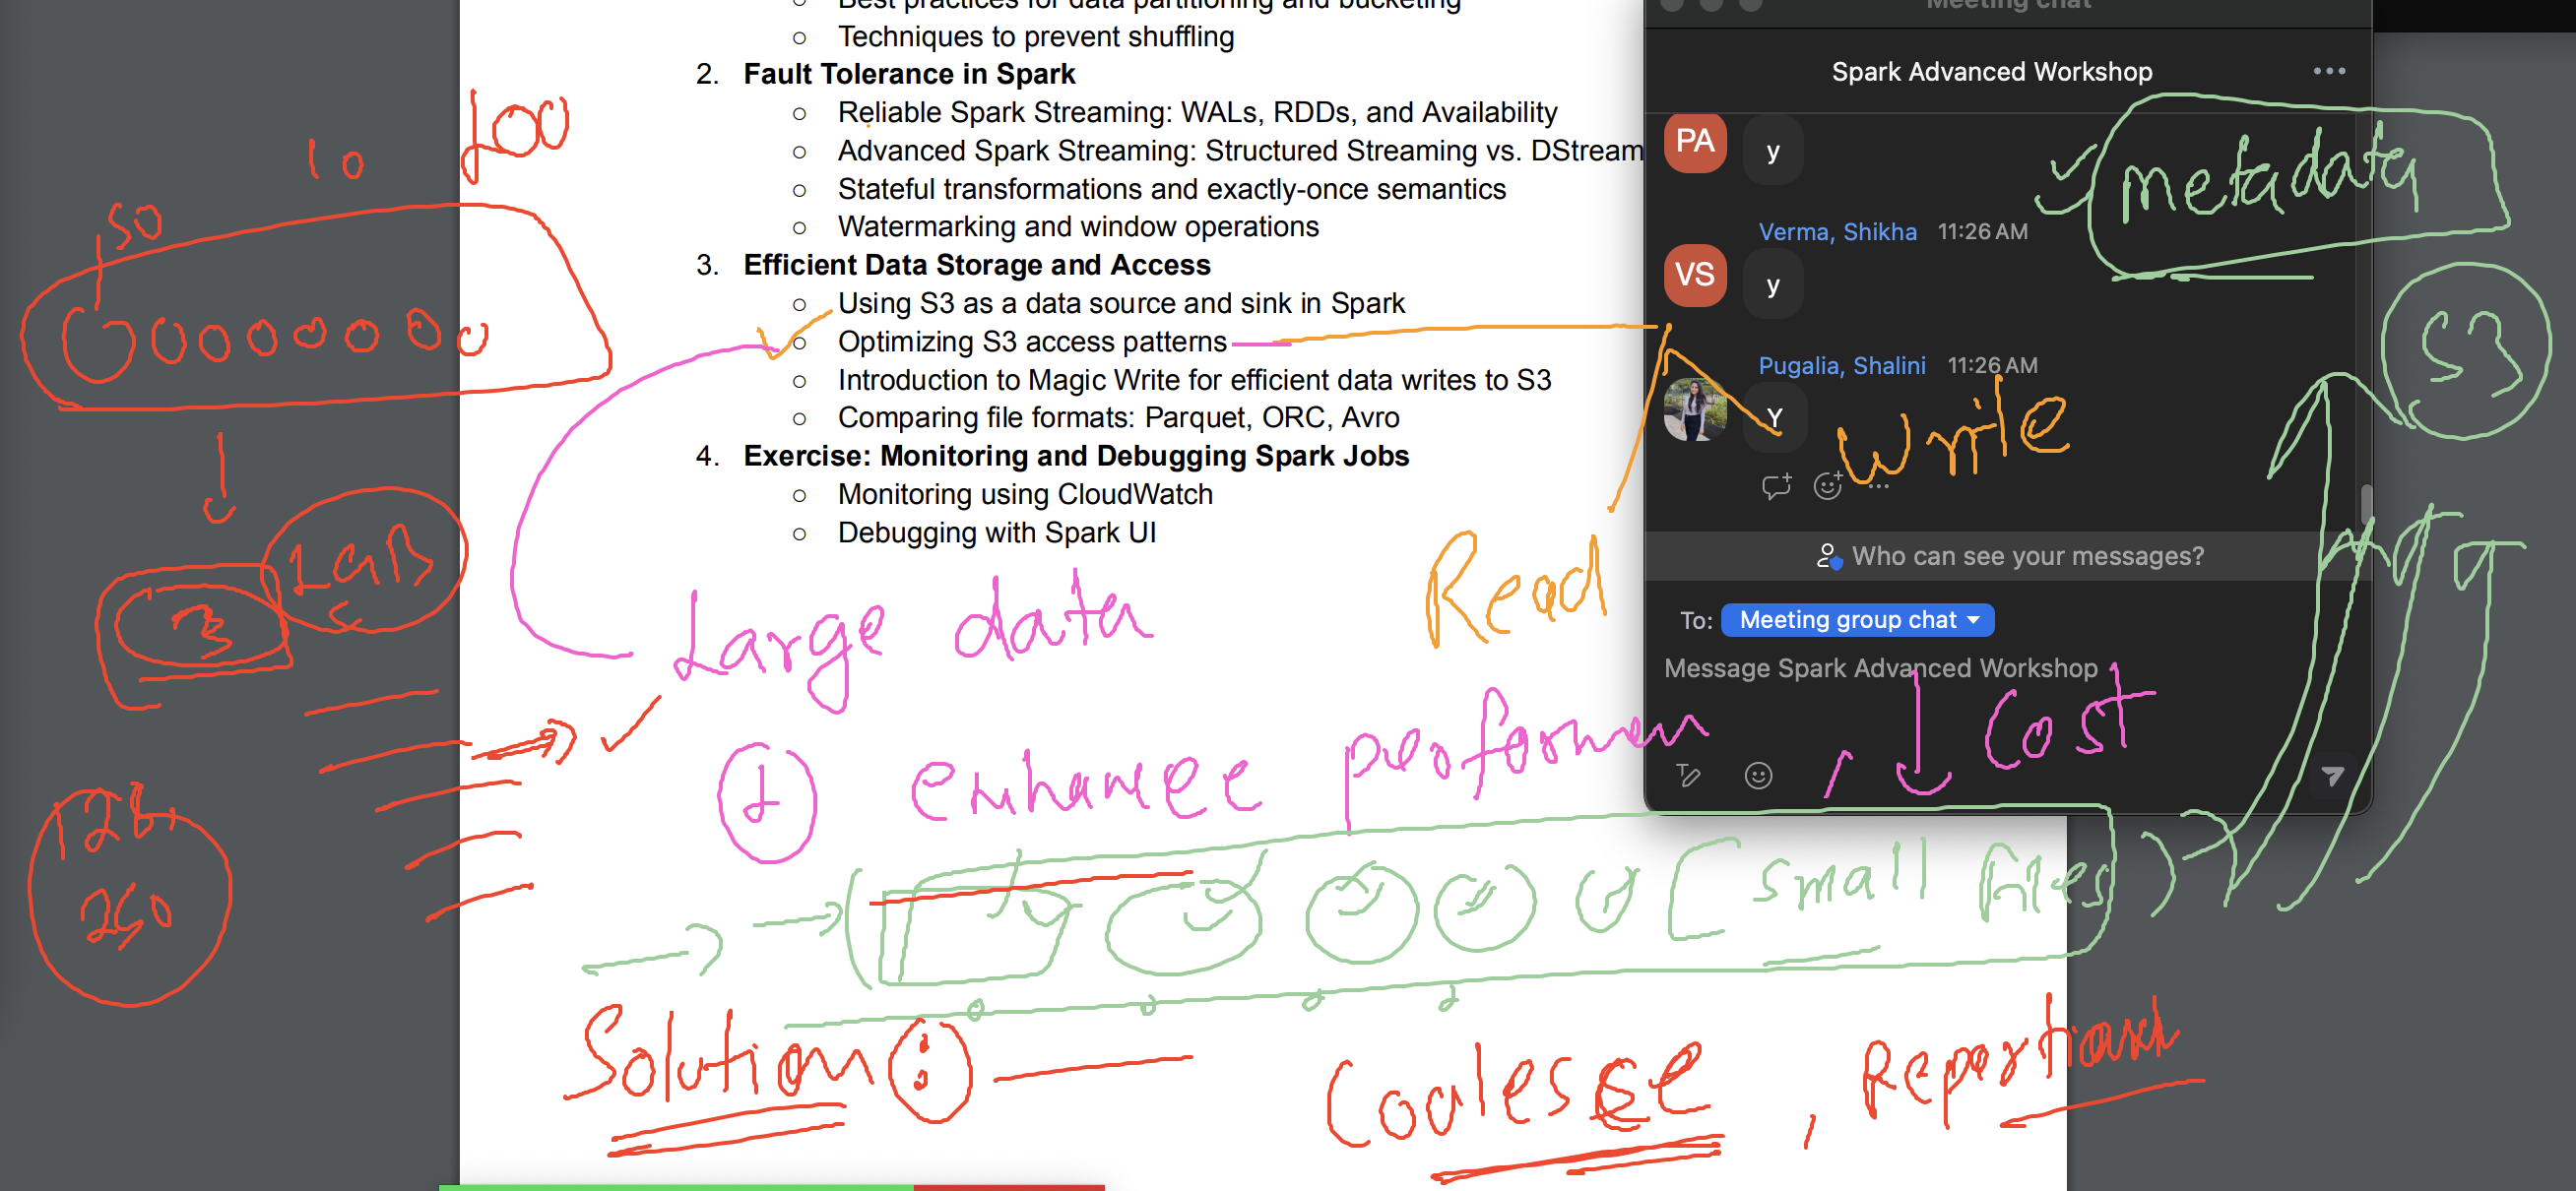 Best practices for data partitioning and bucketing
Techniques to prevent shuffling
2. Fault Tolerance in Spark
Reliable Spark Streaming: WALs, RDDs, and Availability
Advanced Spark Streaming: Structured Streaming vs. DStream
Stateful transformations and exactly-once semantics
Watermarking and window operations
3. Efficient Data Storage and Access
Using S3 as a data source and sink in Spark
Optimizing S3 access patterns
Introduction to Magic Write for efficient data writes to S3
Comparing file formats: Parquet, ORC, Avro
4. Exercise: Monitoring and Debugging Spark Jobs
Monitoring using CloudWatch
Debugging with Spark UI
Meeting chat
Spark Advanced Workshop
PA
y
Verma, Shikha 11:26 AM
VS
y
Pugalia, Shalini 11:26 AM
Y
Who can see your messages?
To: Meeting group chat
Message Spark Advanced Workshop
metadata
S3
Write
Read
10
100
50
3
128,
Large data
1 enhance
Cost
small files
Solution:
Coalesce ,